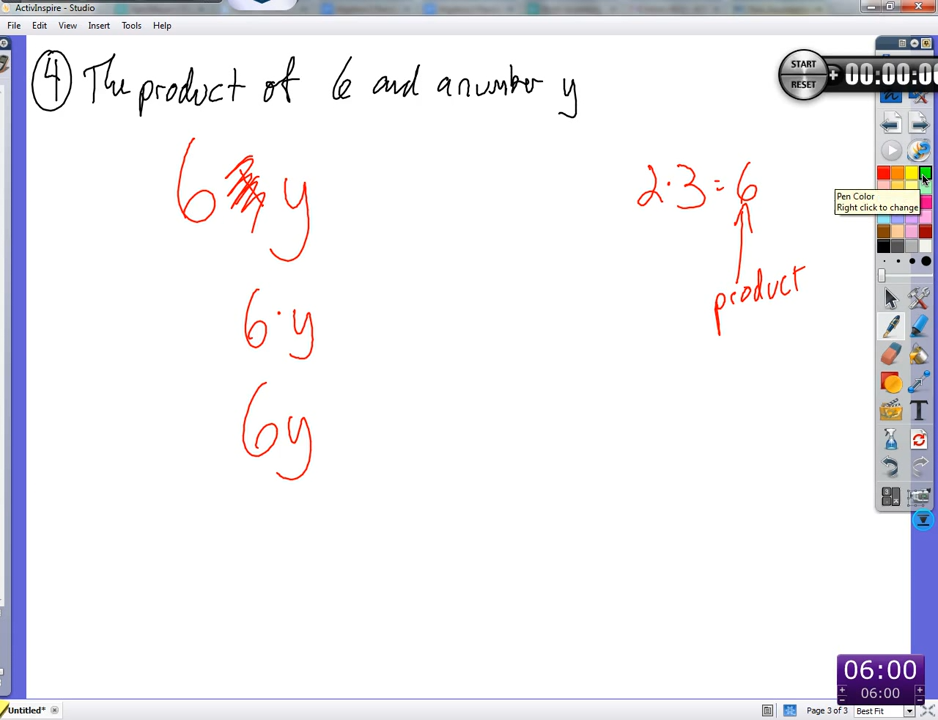 ActivInspire - Studio
File Edit View Insert Tools Help
④ The product of 6 and a number y
START
RESET
00:00:0
6 y
2·3=6
Pen Color
Right click to change
product
6·y
6y
06:00
06:00
Untitled*
Page 3 of 3
Best Fit